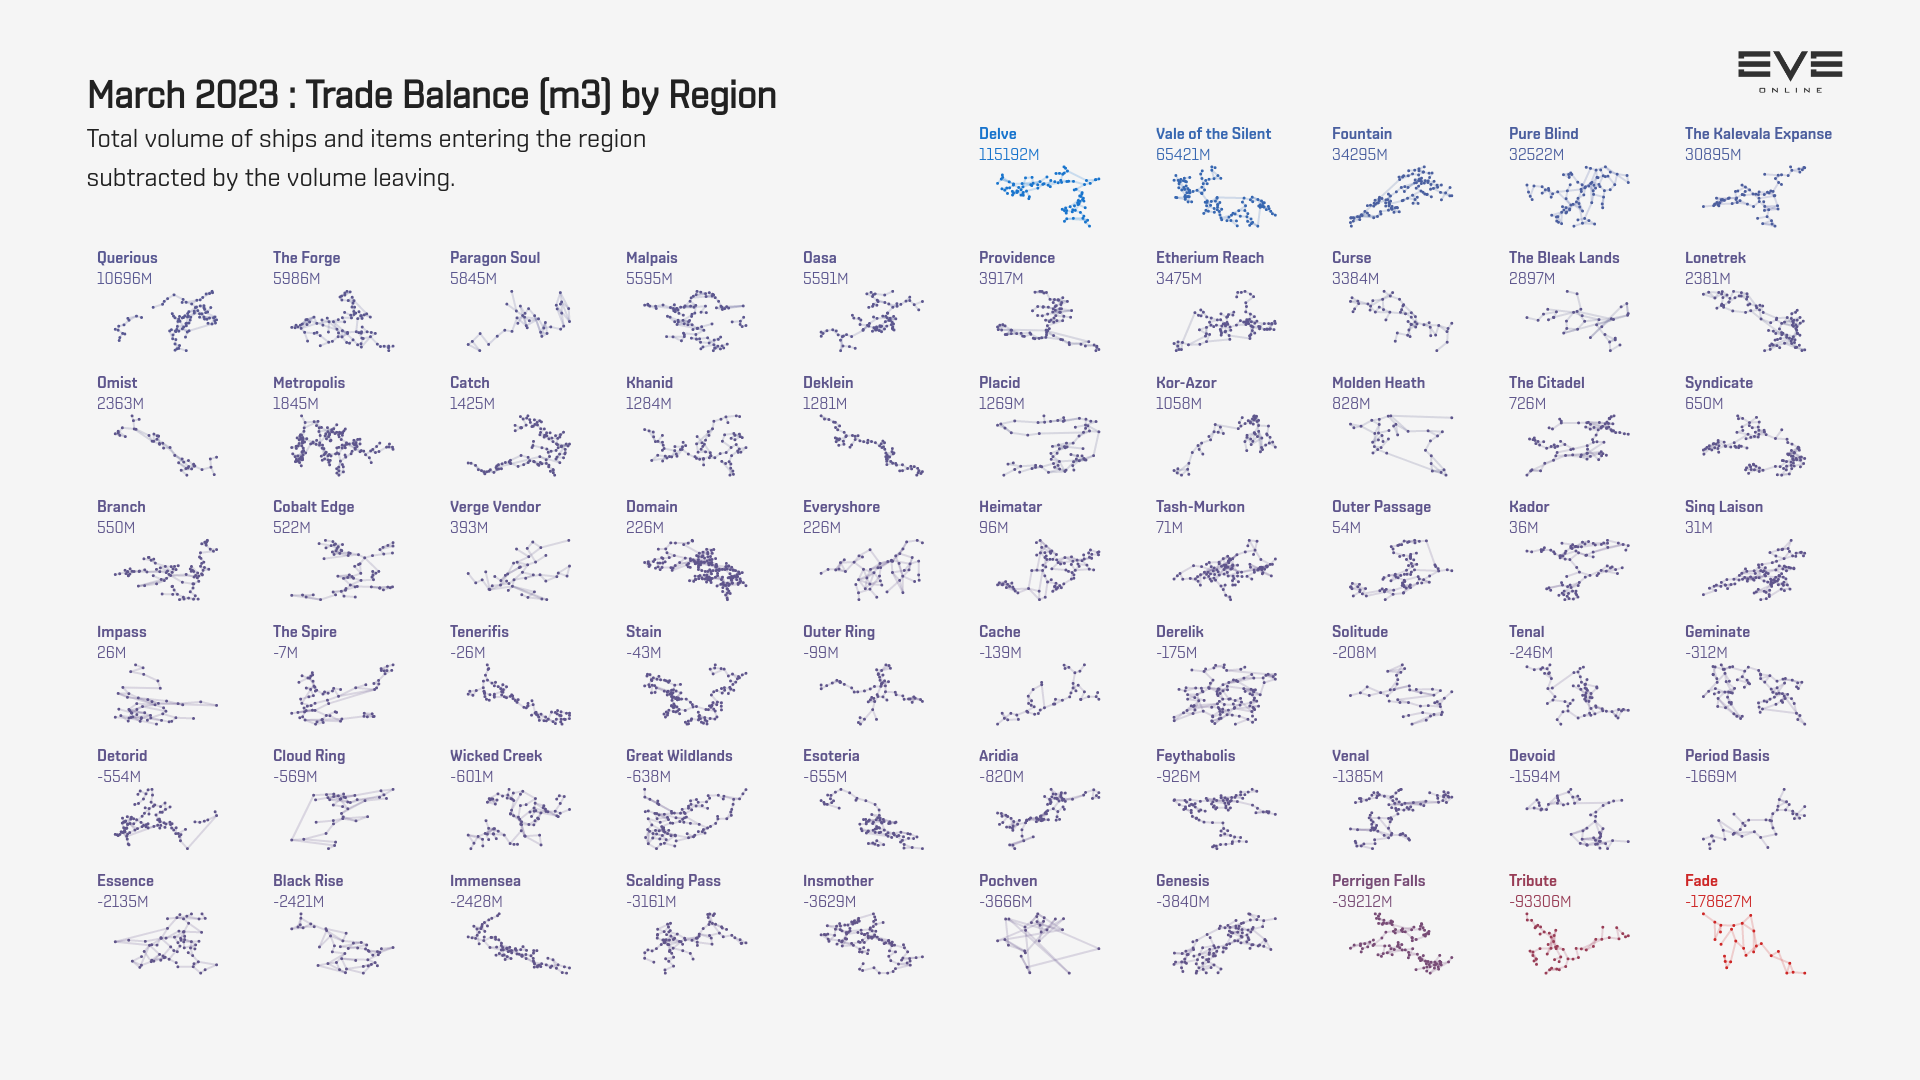 EVE
ONLINE
March 2023 : Trade Balance (m3) by Region
Total volume of ships and items entering the region
subtracted by the volume leaving.
Delve
115192M
Vale of the Silent
65421M
Fountain
34295M
Pure Blind
32522M
The Kalevala Expanse
30895M
Querious
10696M
The Forge
5986M
Paragon Soul
5845M
Malpais
5595M
Oasa
5591M
Providence
3917M
Etherium Reach
3475M
Curse
3384M
The Bleak Lands
2897M
Lonetrek
2381M
Omist
2363M
Metropolis
1845M
Catch
1425M
Khanid
1284M
Deklein
1281M
Placid
1269M
Kor-Azor
1058M
Molden Heath
828M
The Citadel
726M
Syndicate
650M
Branch
550M
Cobalt Edge
522M
Verge Vendor
393M
Domain
226M
Everyshore
226M
Heimatar
96M
Tash-Murkon
71M
Outer Passage
54M
Kador
36M
Sinq Laison
31M
Impass
26M
The Spire
-7M
Tenerifis
-26M
Stain
-43M
Outer Ring
-99M
Cache
-139M
Derelik
-175M
Solitude
-208M
Tenal
-246M
Geminate
-312M
Detorid
-554M
Cloud Ring
-569M
Wicked Creek
-601M
Great Wildlands
-638M
Esoteria
-655M
Aridia
-820M
Feythabolis
-926M
Venal
-1385M
Devoid
-1594M
Period Basis
-1669M
Essence
-2135M
Black Rise
-2421M
Immensea
-2428M
Scalding Pass
-3161M
Insmother
-3629M
Pochven
-3666M
Genesis
-3840M
Perrigen Falls
-39212M
Tribute
-93306M
Fade
-178627M